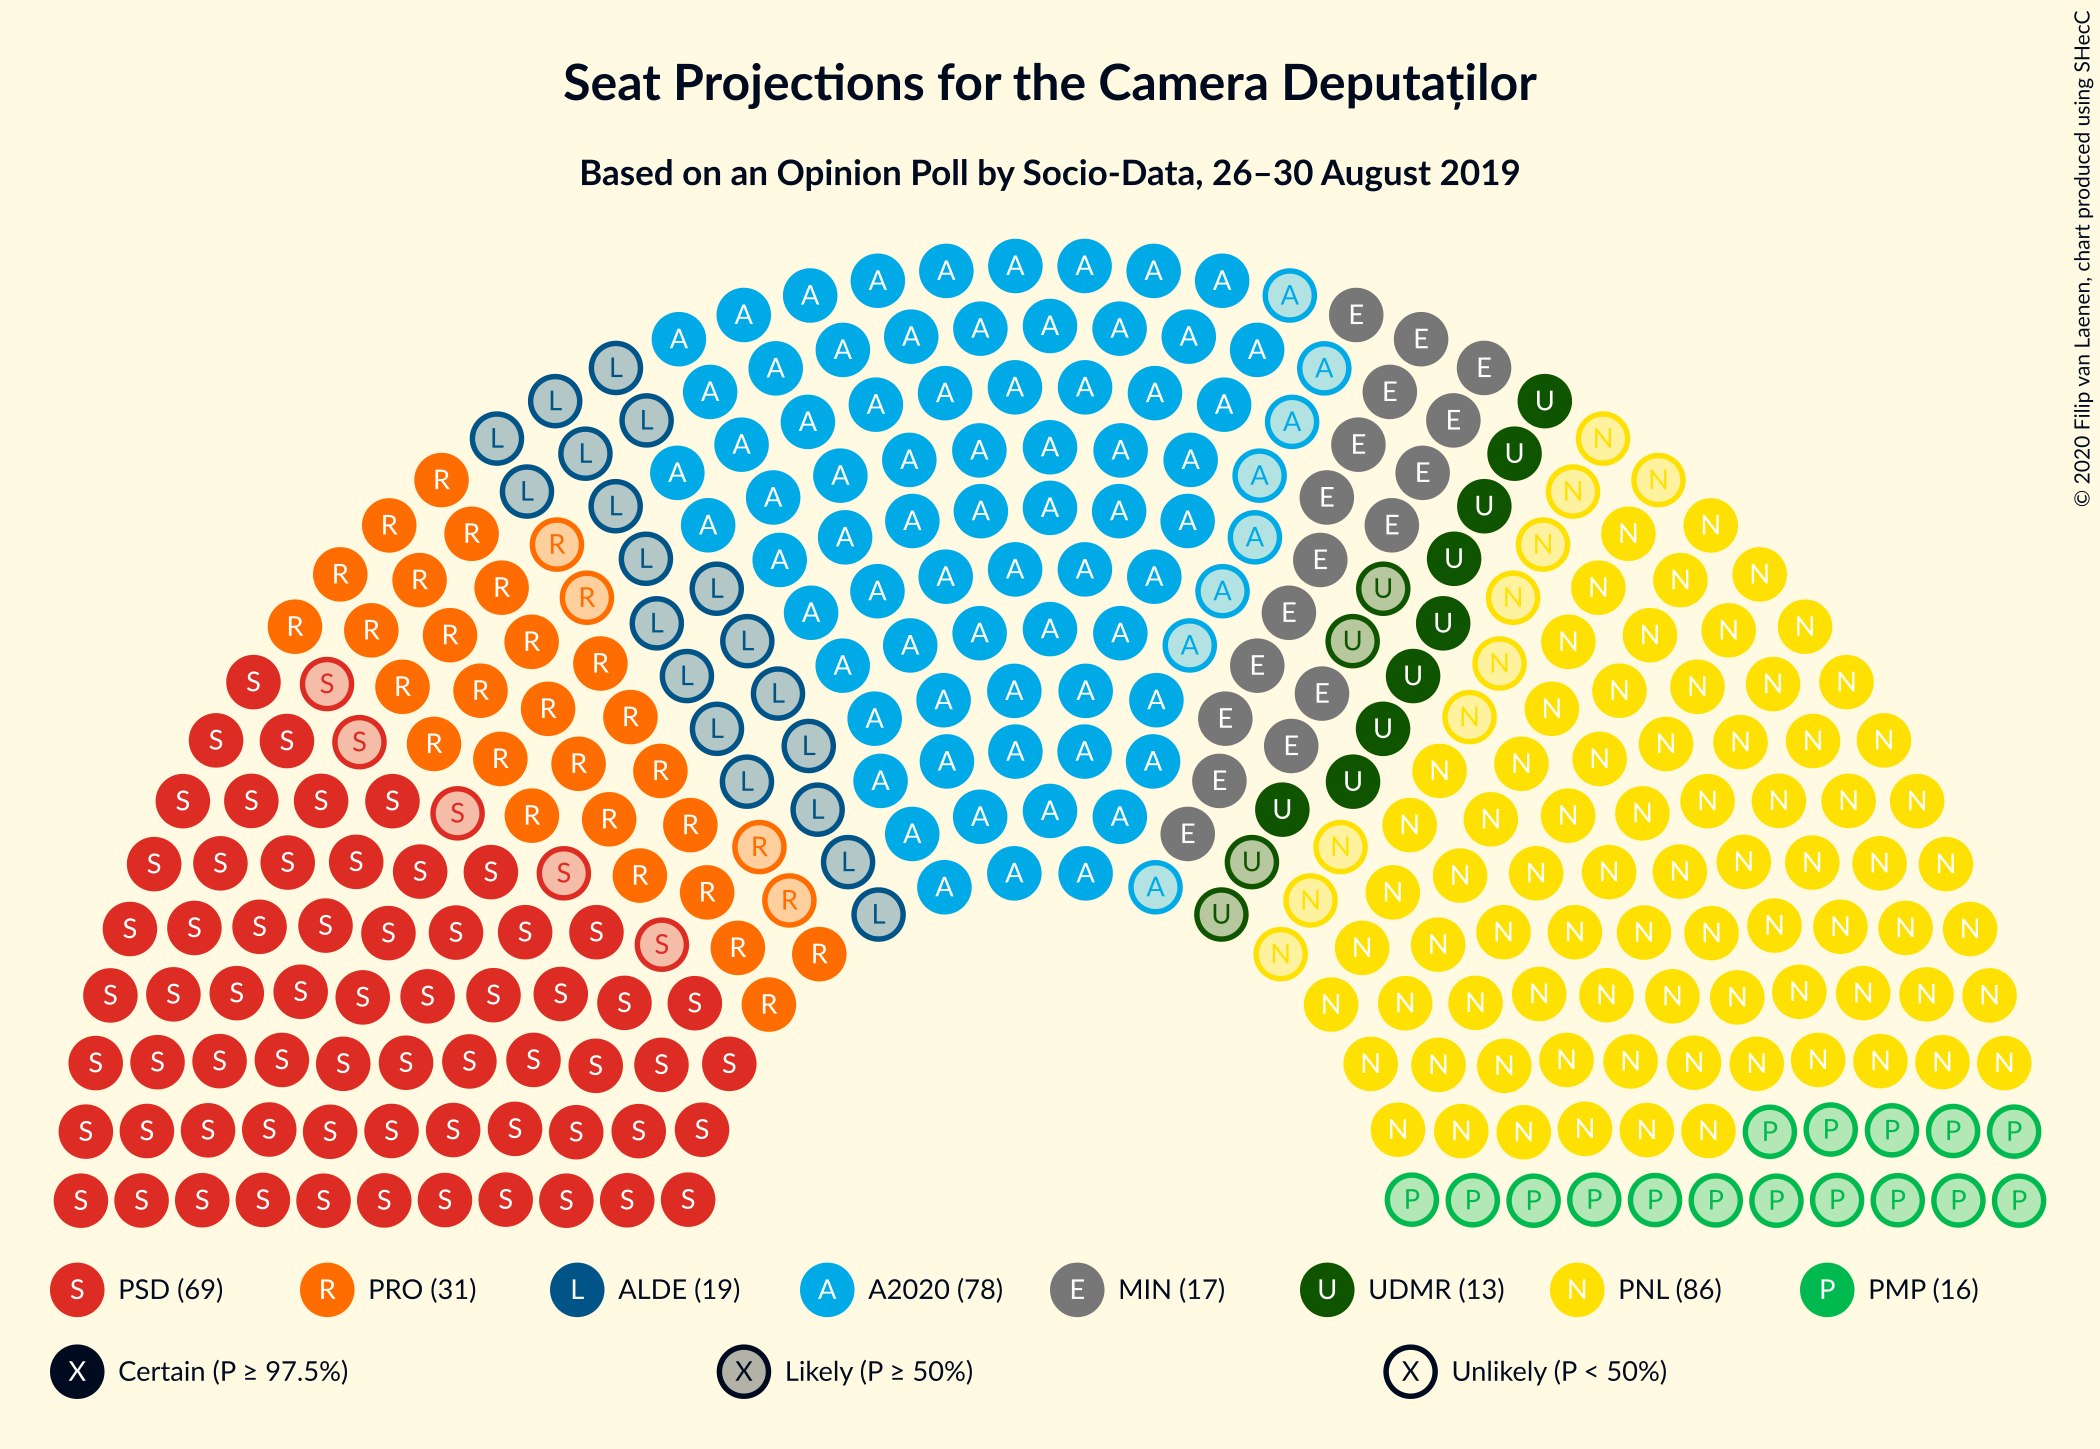 Seat Projections for the Camera Deputaților
Based on an Opinion Poll by Socio-Data, 26–30 August 2019
© 2020 Filip van Laenen, chart produced using SHecC
S PSD (69) R PRO (31) L ALDE (19) A A2020 (78) E MIN (17) U UDMR (13) N PNL (86) P PMP (16)
X Certain (P ≥ 97.5%) X Likely (P ≥ 50%) X Unlikely (P < 50%)